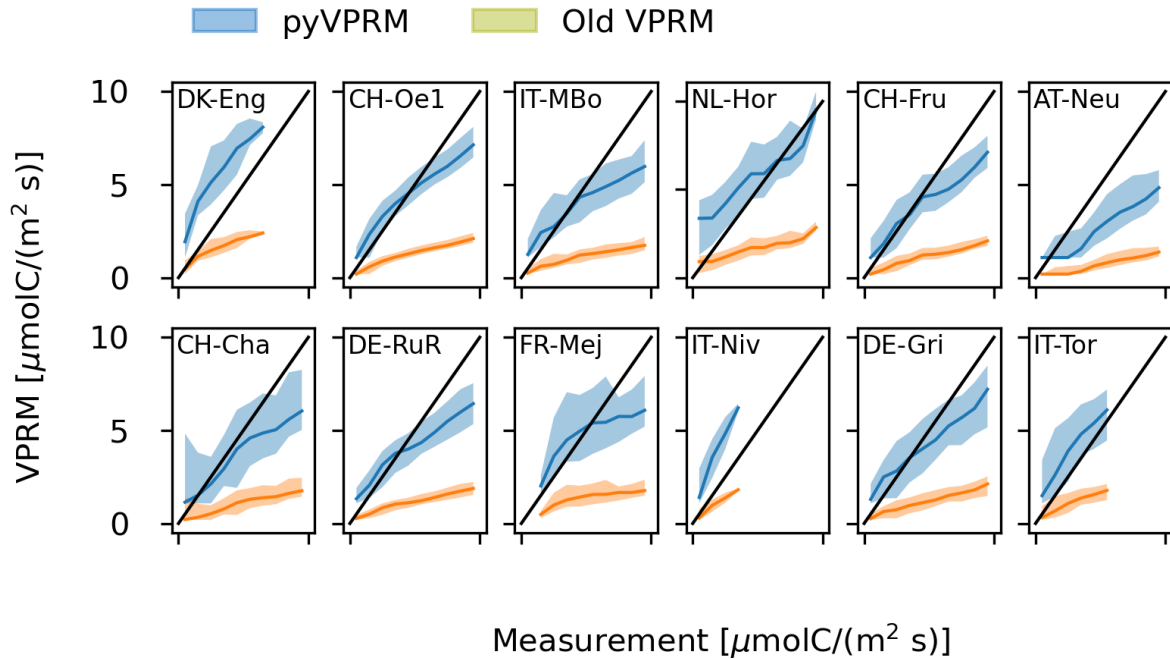 pyVPRM Old VPRM
VPRM [μmolC/(m² s)]
10
5
0
DK-Eng CH-Oe1 IT-MBo NL-Hor CH-Fru AT-Neu
10
5
0
CH-Cha DE-RuR FR-Mej IT-Niv DE-Gri IT-Tor
Measurement [μmolC/(m² s)]